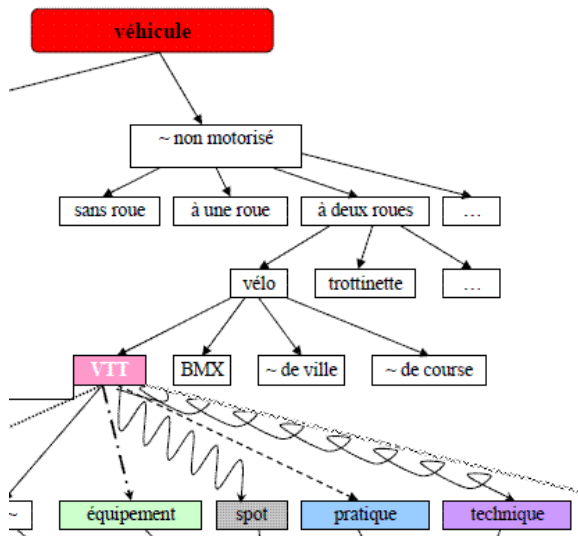 véhicule
~ non motorisé
sans roue
à une roue
à deux roues
...
vélo
trottinette
...
VTT
BMX
~ de ville
~ de course
~
équipement
spot
pratique
technique